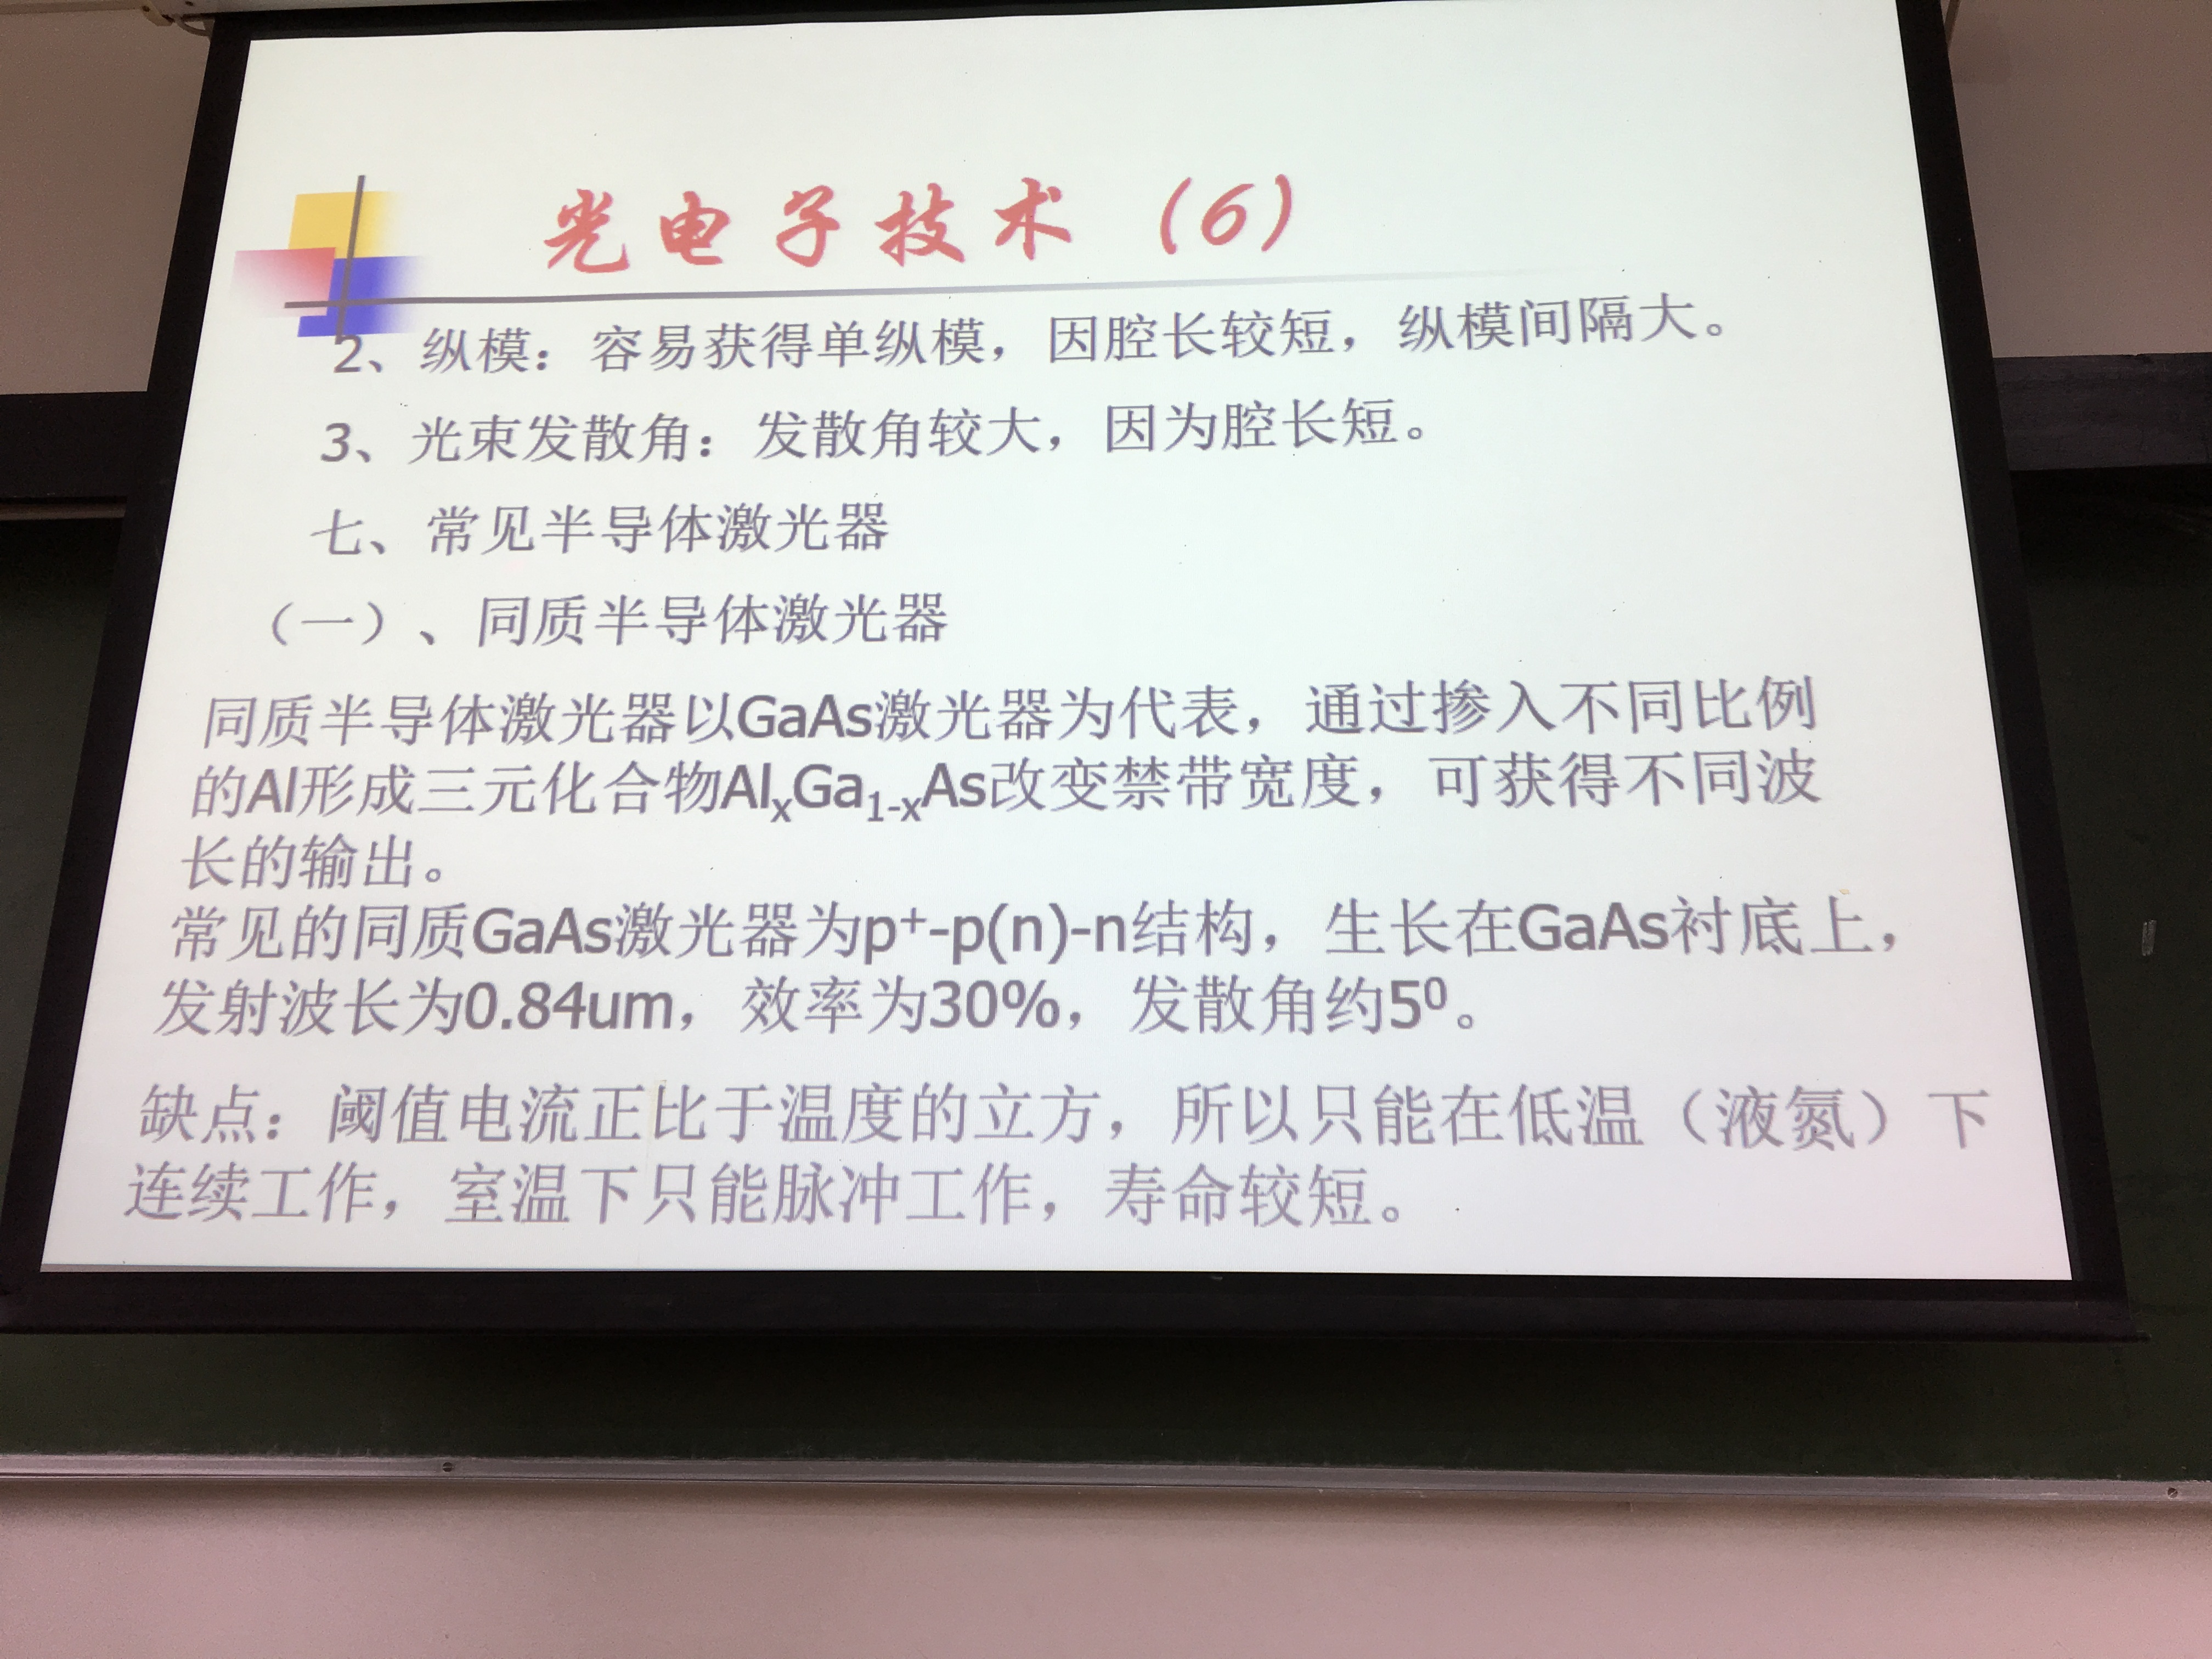 光电子技术（6）
2、纵模：容易获得单纵模，因腔长较短，纵模间隔大。
3、光束发散角：发散角较大，因为腔长短。
七、常见半导体激光器
（一）、同质半导体激光器
同质半导体激光器以GaAs激光器为代表，通过掺入不同比例
的Al形成三元化合物AlₓGa₁₋ₓAs改变禁带宽度，可获得不同波
长的输出。
常见的同质GaAs激光器为p⁺-p(n)-n结构，生长在GaAs衬底上，
发射波长为0.84um，效率为30%，发散角约5⁰。
缺点：阈值电流正比于温度的立方，所以只能在低温（液氮）下
连续工作，室温下只能脉冲工作，寿命较短。